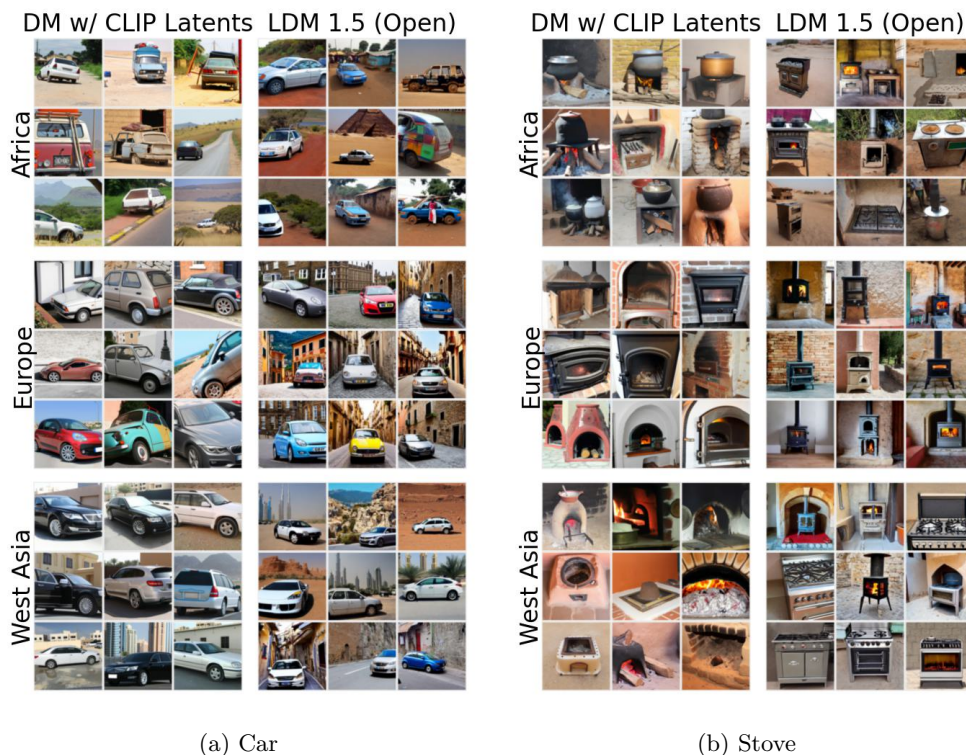 DM w/ CLIP Latents LDM 1.5 (Open)
Africa
Europe
West Asia
(a) Car
DM w/ CLIP Latents LDM 1.5 (Open)
Africa
Europe
West Asia
(b) Stove